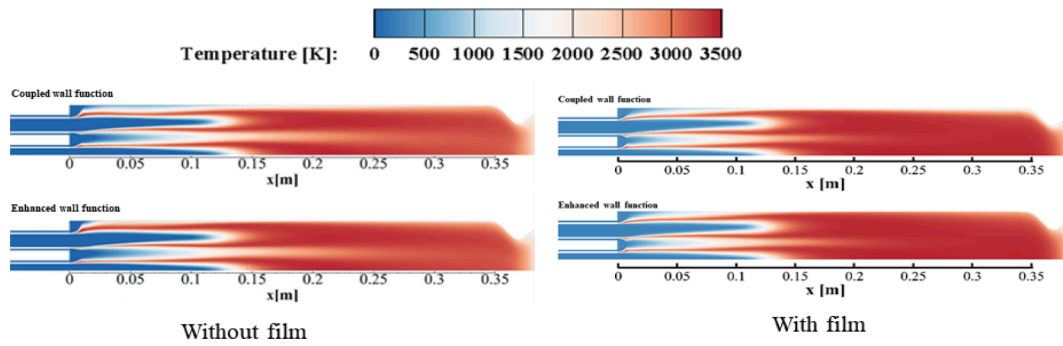 Temperature [K]: 0 500 1000 1500 2000 2500 3000 3500
Coupled wall function
0 0.05 0.1 0.15 0.2 0.25 0.3 0.35
x[m]
Enhanced wall function
0 0.05 0.1 0.15 0.2 0.25 0.3 0.35
x[m]
Without film
Coupled wall function
0 0.05 0.1 0.15 0.2 0.25 0.3 0.35
x [m]
Enhanced wall function
0 0.05 0.1 0.15 0.2 0.25 0.3 0.35
x [m]
With film